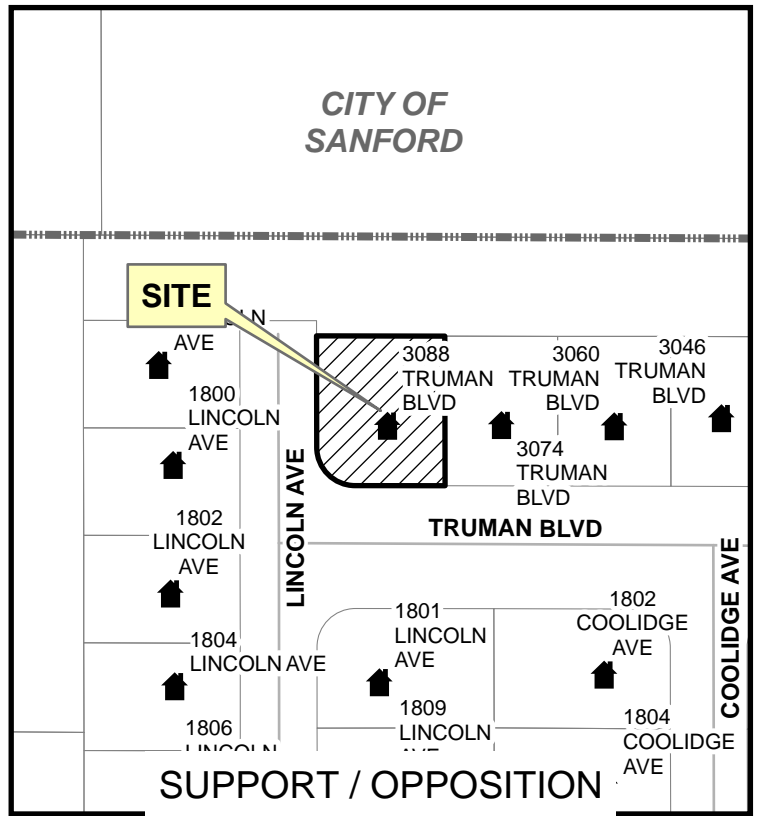 CITY OF
SANFORD
SITE
LN
AVE
1800
LINCOLN
AVE
1802
LINCOLN
AVE
1804
LINCOLN AVE
1806
LINCOLN AVE
3088
TRUMAN
BLVD
3060
TRUMAN
BLVD
3046
TRUMAN
BLVD
3074
TRUMAN
BLVD
TRUMAN BLVD
COOLIDGE AVE
1801
LINCOLN
AVE
1802
COOLIDGE
AVE
1809
LINCOLN
1804
COOLIDGE
AVE
SUPPORT / OPPOSITION